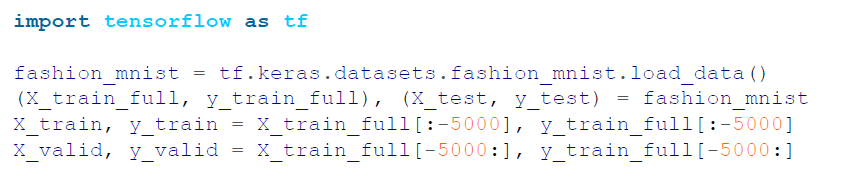 import tensorflow as tf
fashion_mnist = tf.keras.datasets.fashion_mnist.load_data()
(X_train_full, y_train_full), (X_test, y_test) = fashion_mnist
X_train, y_train = X_train_full[:-5000], y_train_full[:-5000]
X_valid, y_valid = X_train_full[-5000:], y_train_full[-5000:]